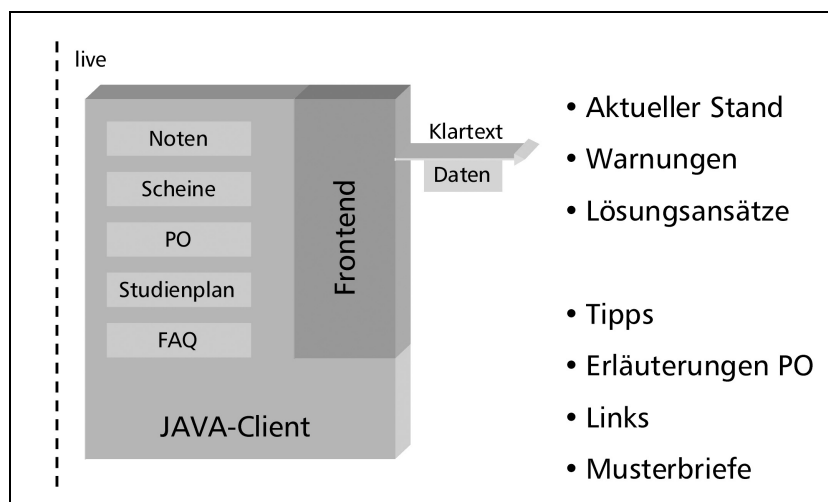 live
Noten
Scheine
PO
Studienplan
FAQ
JAVA-Client
Frontend
Klartext
Daten
• Aktueller Stand
• Warnungen
• Lösungsansätze
• Tipps
• Erläuterungen PO
• Links
• Musterbriefe